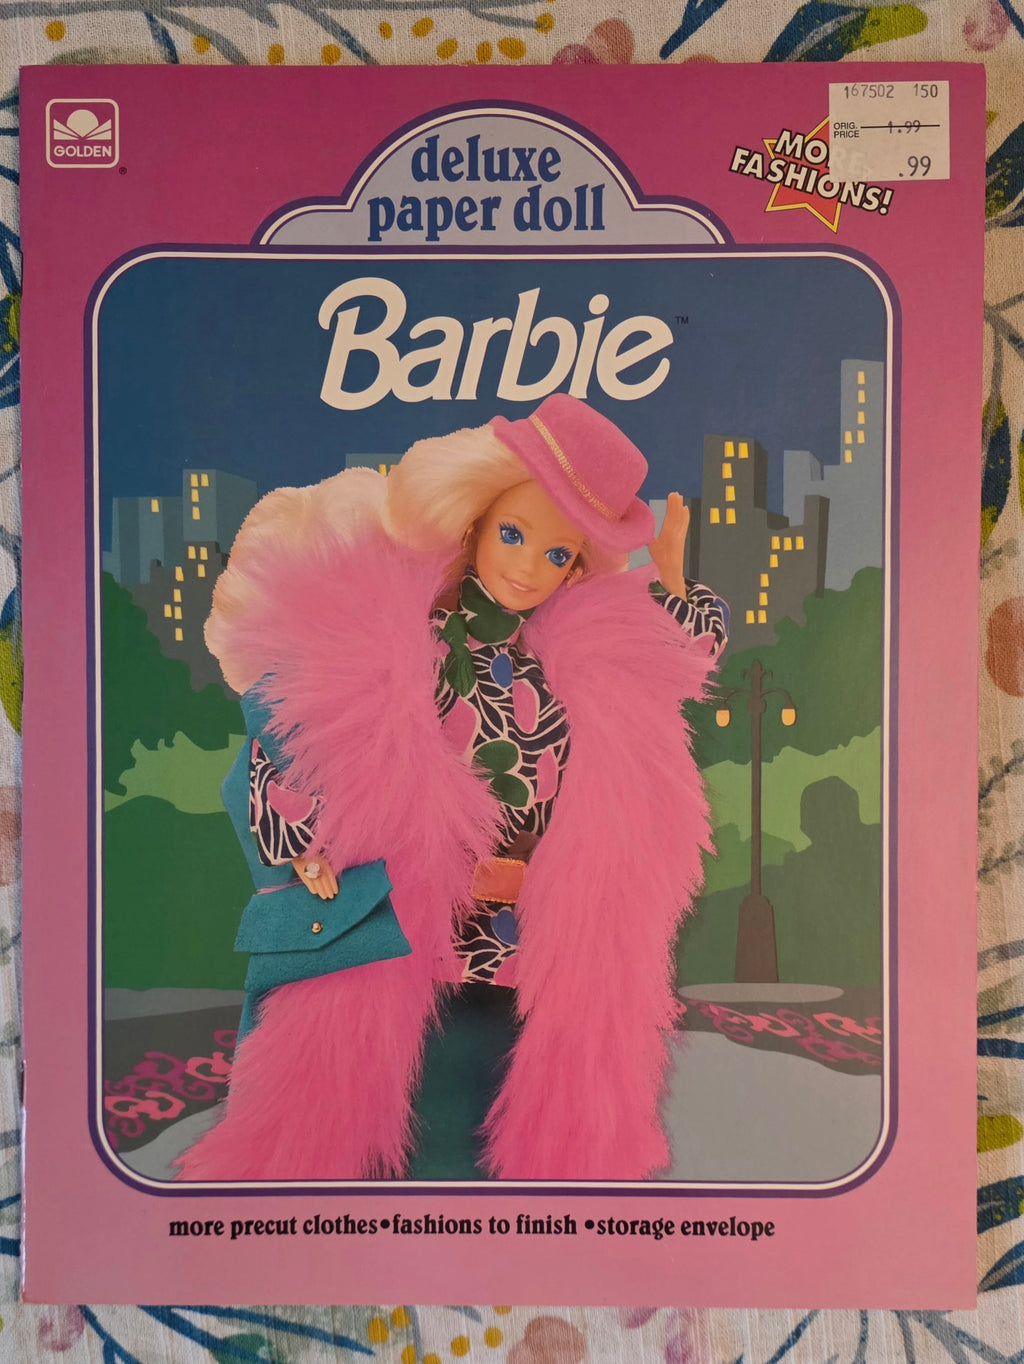 GOLDEN
®
deluxe
paper doll
167502 150
ORIG.
PRICE 1.99
.99
MORE
FASHIONS!
Barbie™
more precut clothes•fashions to finish •storage envelope